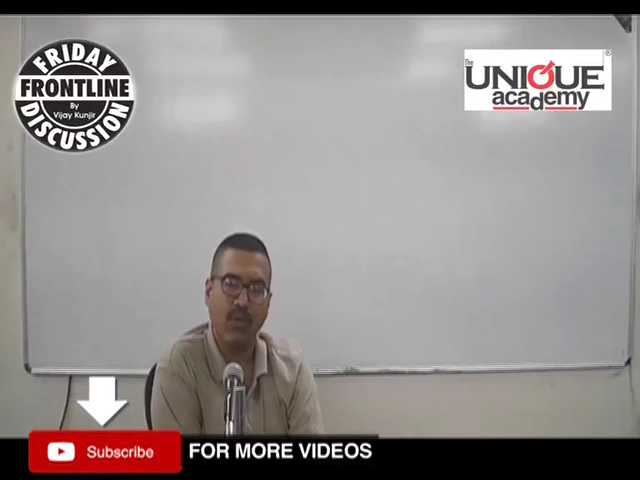 FRIDAY
FRONTLINE
By
Vijay Kunjir
DISCUSSION
The
UNIQUE
academy
®
Subscribe
FOR MORE VIDEOS